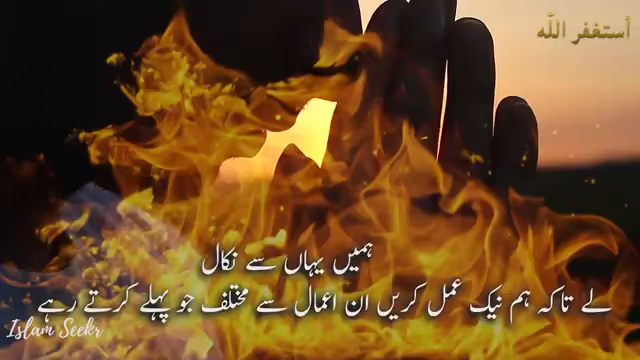 أستغفر الله
ہمیں یہاں سے نکال
لے تاکہ ہم نیک عمل کریں ان اعمال سے مختلف جو پہلے کرتے رہے
Islam Seekr